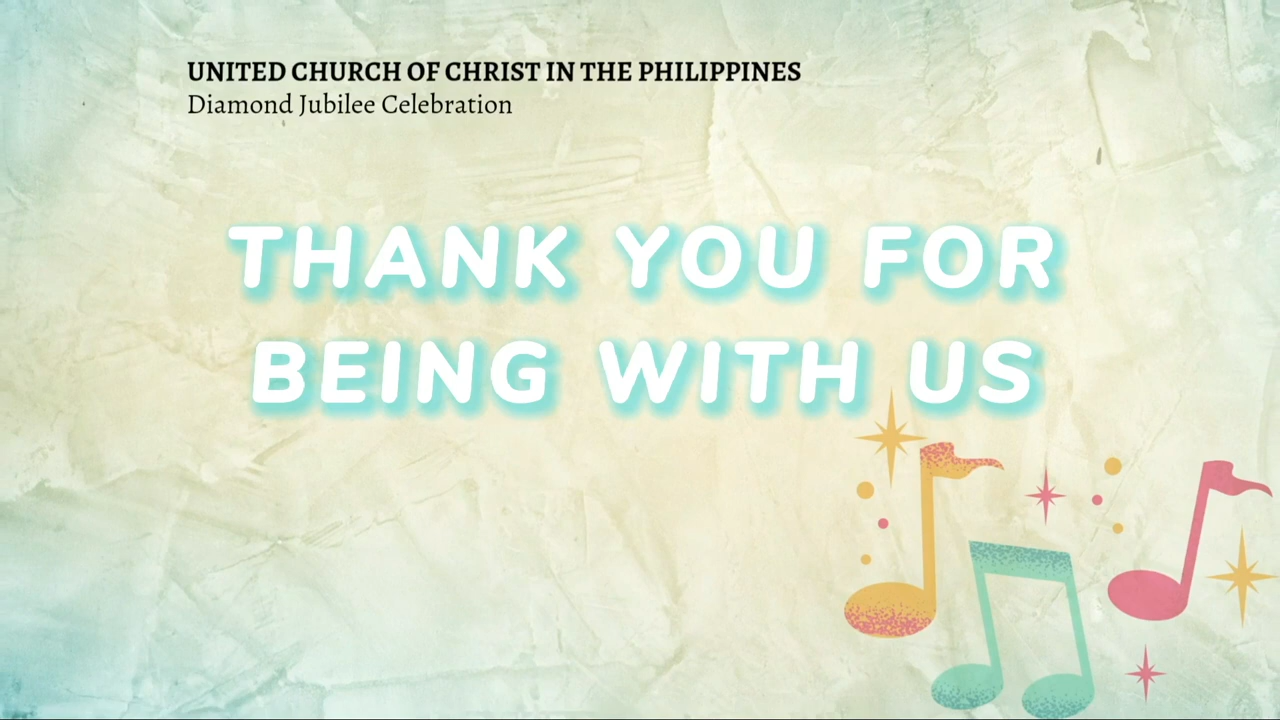 UNITED CHURCH OF CHRIST IN THE PHILIPPINES
Diamond Jubilee Celebration
THANK YOU FOR
BEING WITH US